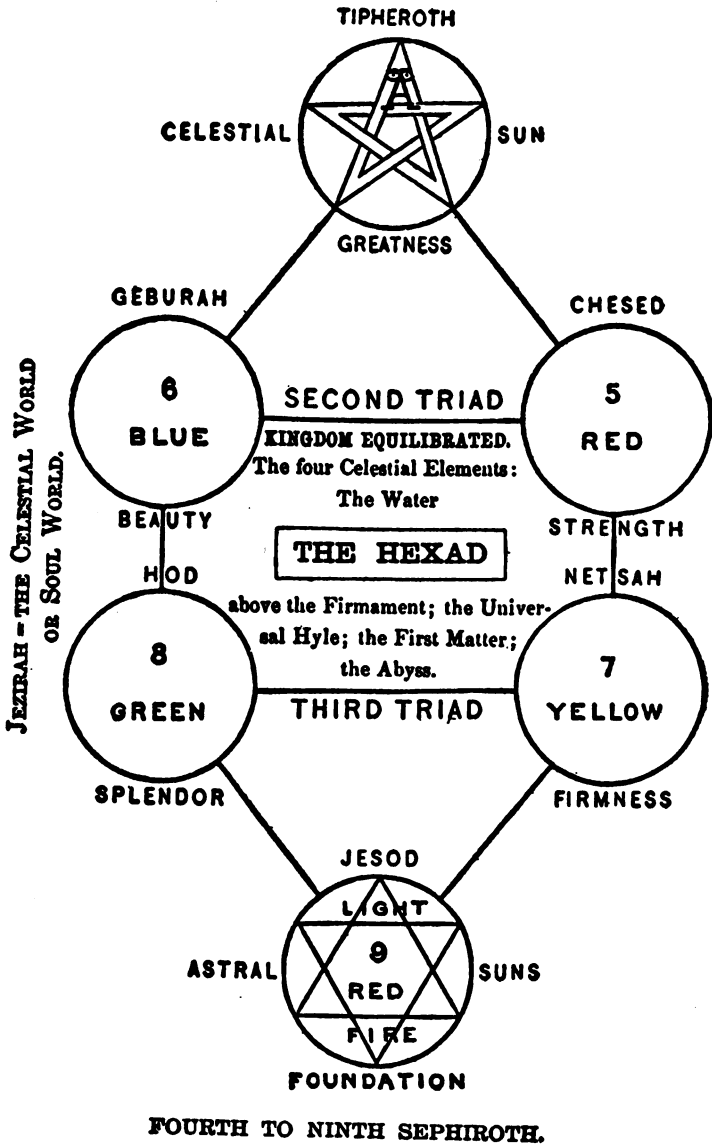 TIPHEROTH
CELESTIAL SUN
GREATNESS
GEBURAH
CHESED
6
BLUE
SECOND TRIAD
5
RED
KINGDOM EQUILIBRATED.
The four Celestial Elements:
The Water
BEAUTY
STRENGTH
THE HEXAD
HOD
NETSAH
above the Firmament; the Univer-
sal Hyle; the First Matter;
the Abyss.
8
GREEN
7
YELLOW
THIRD TRIAD
SPLENDOR
FIRMNESS
JEZIRAH = THE CELESTIAL WORLD
OR SOUL WORLD.
JESOD
LIGHT
ASTRAL SUNS
9
RED
FIRE
FOUNDATION
FOURTH TO NINTH SEPHIROTH.